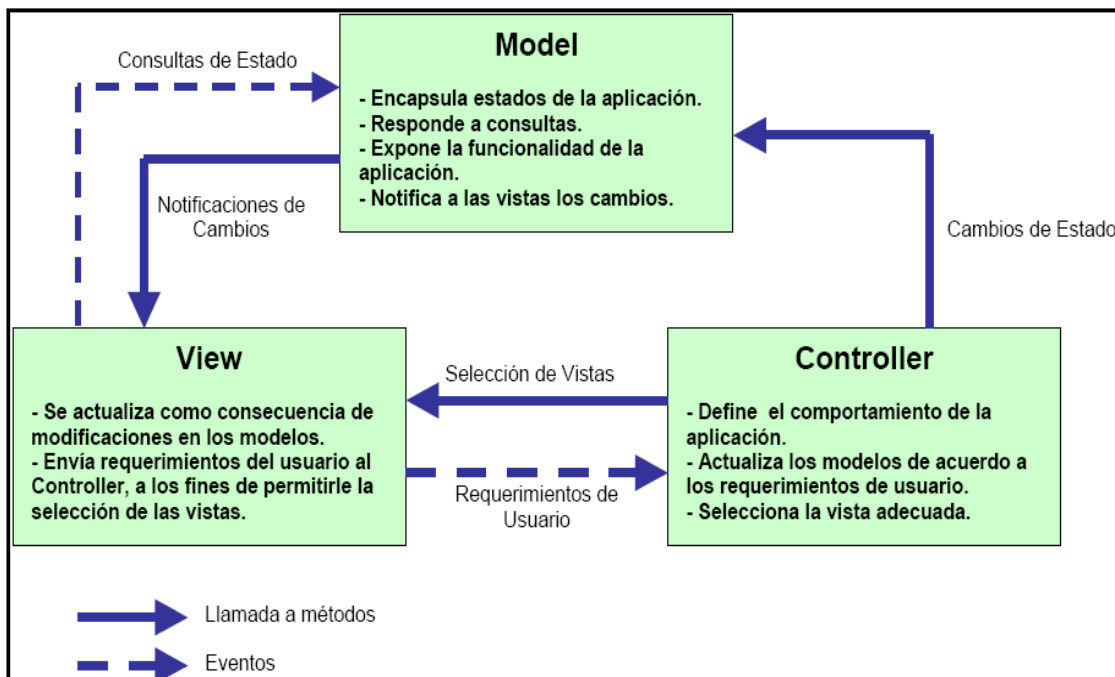 Model
Consultas de Estado
- Encapsula estados de la aplicación.
- Responde a consultas.
- Expone la funcionalidad de la
aplicación.
- Notifica a las vistas los cambios.
Notificaciones de
Cambios
Cambios de Estado
View
- Se actualiza como consecuencia de
modificaciones en los modelos.
- Envía requerimientos del usuario al
Controller, a los fines de permitirle la
selección de las vistas.
Selección de Vistas
Requerimientos de
Usuario
Controller
- Define el comportamiento de la
aplicación.
- Actualiza los modelos de acuerdo a
los requerimientos de usuario.
- Selecciona la vista adecuada.
Llamada a métodos
Eventos